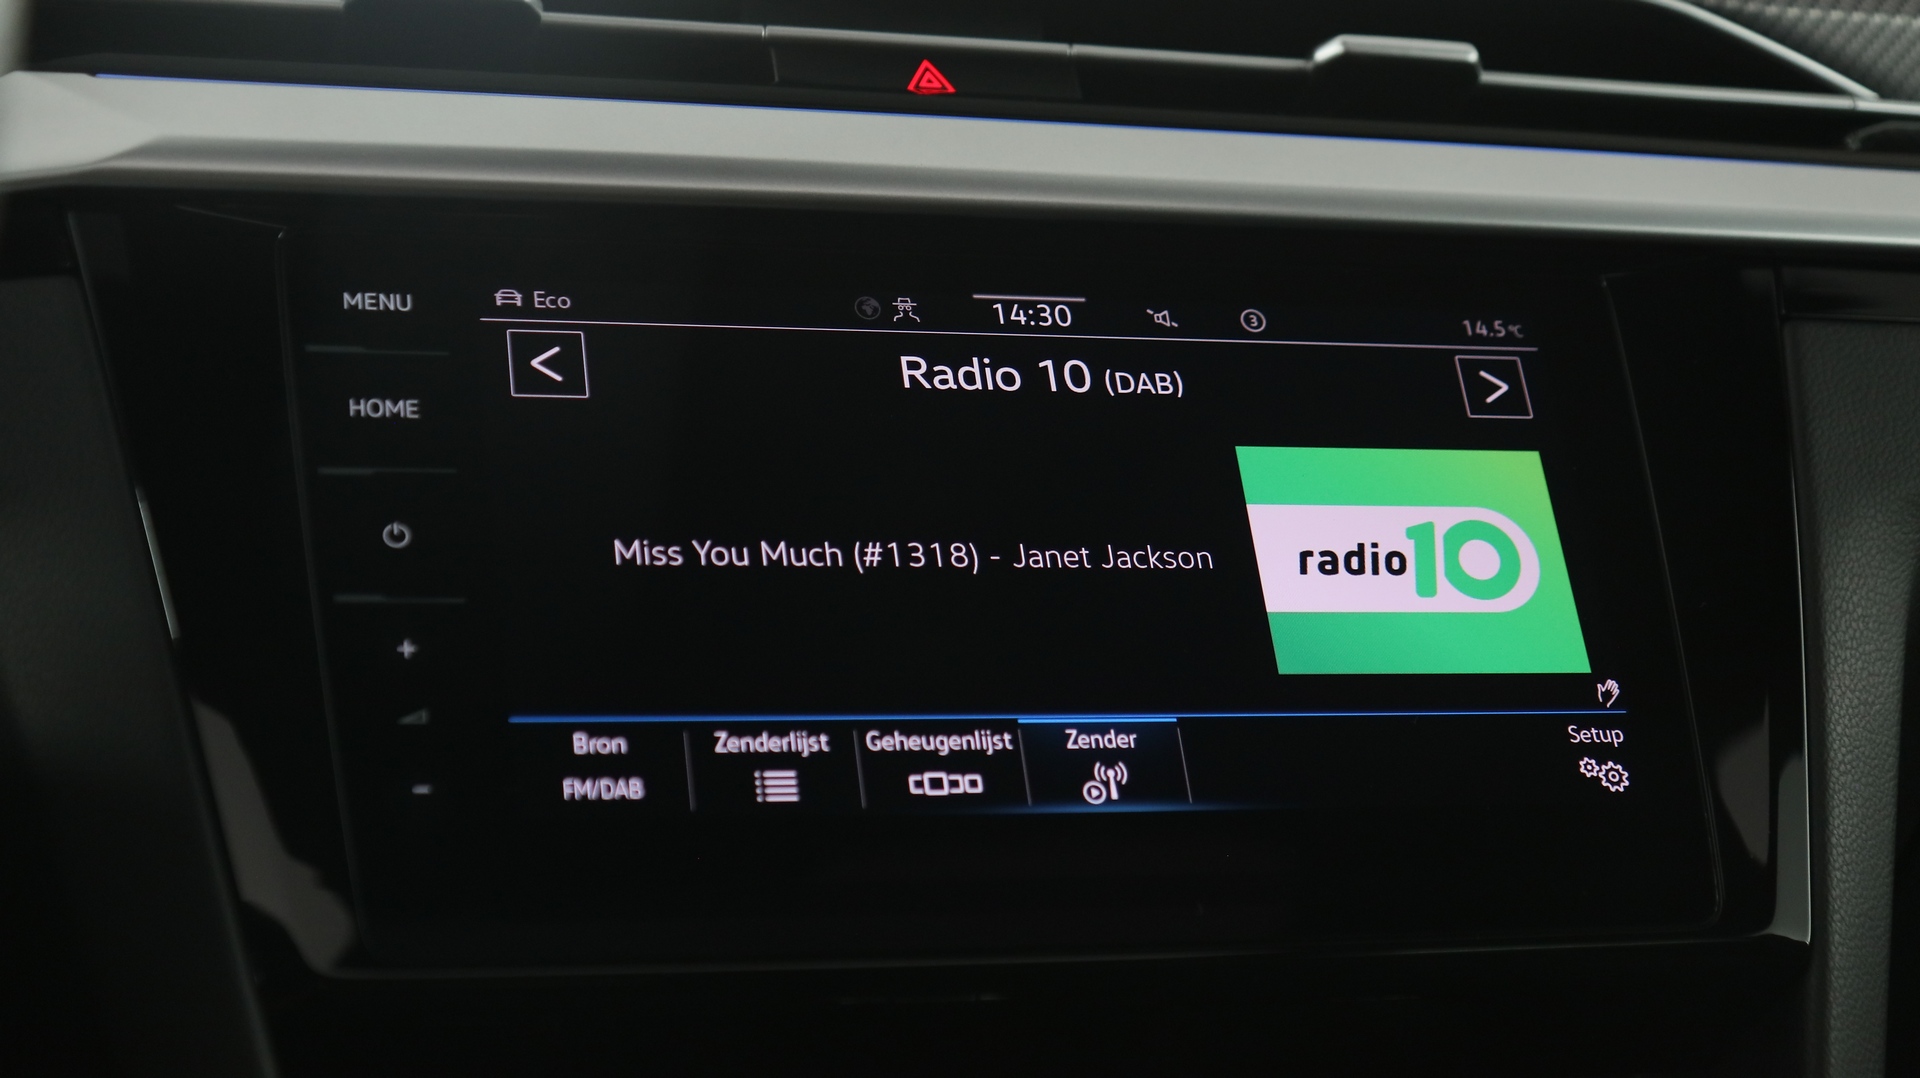 MENU
HOME
+
-
Eco
14:30
3
14.5°C
<
Radio 10 (DAB)
>
Miss You Much (#1318) - Janet Jackson
radio10
Bron
FM/DAB
Zenderlijst
Geheugenlijst
Zender
Setup